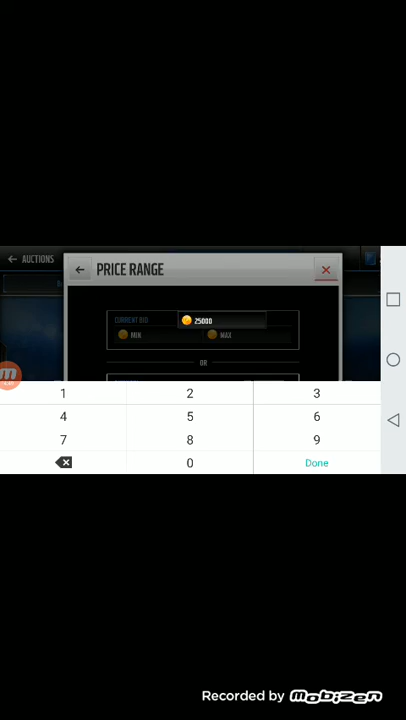 AUCTIONS
PRICE RANGE
CURRENT BID
25000
MIN
MAX
OR
1 2 3
4 5 6
7 8 9
0 Done
Recorded by MOBIZEN